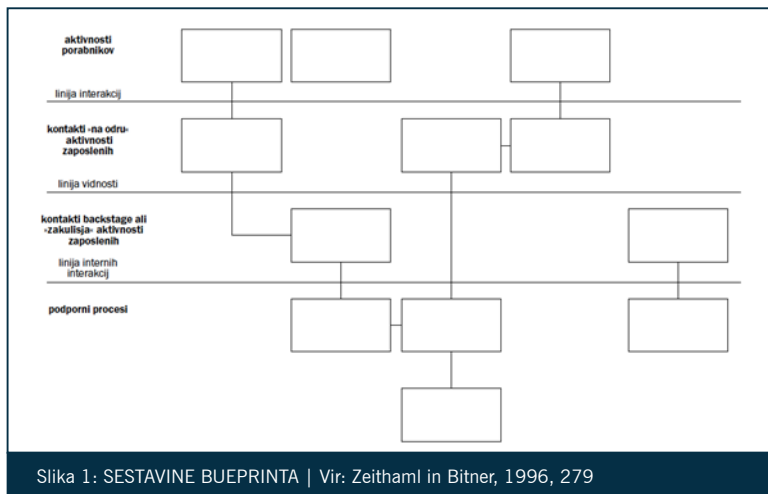 aktivnosti
porabnikov
linija interakcij
kontakti »na odru«
aktivnosti
zaposlenih
linija vidnosti
kontakti backstage ali
»zakulisja« aktivnosti
zaposlenih
linija internih
interakcij
podporni procesi
Slika 1: SESTAVINE BUEPRINTA | Vir: Zeithaml in Bitner, 1996, 279